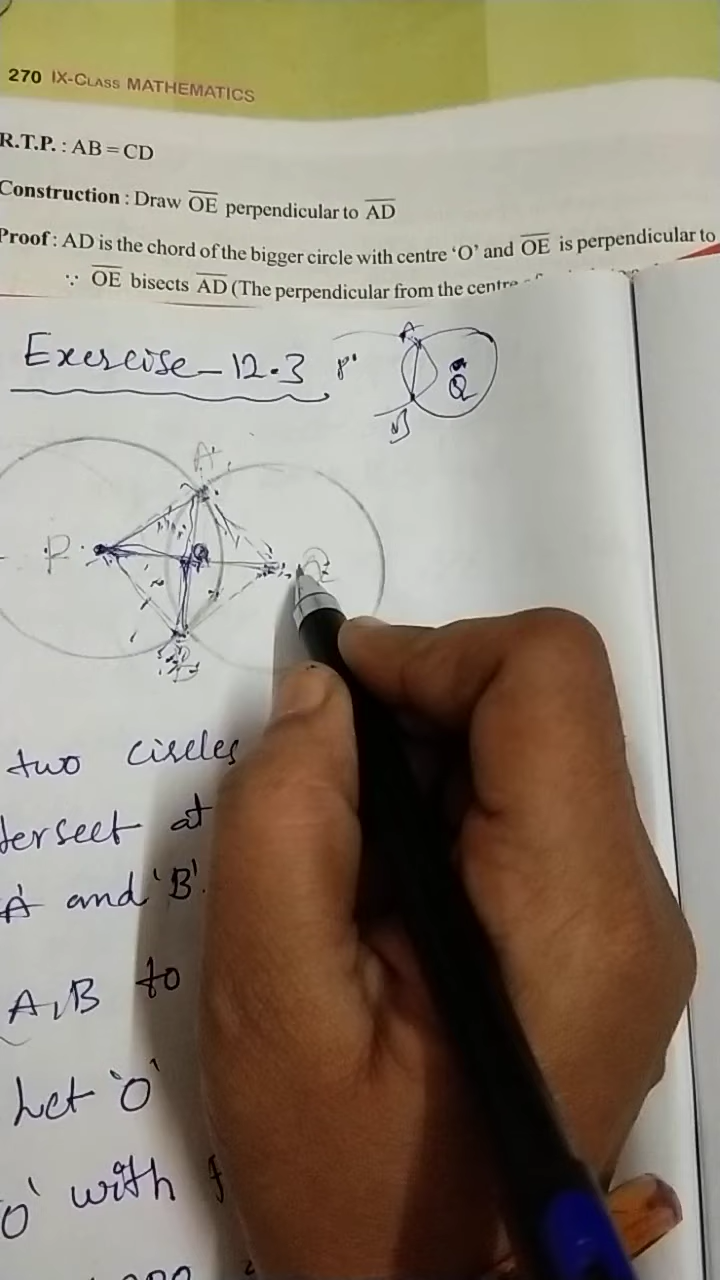 270 IX-CLASS MATHEMATICS
R.T.P. : AB = CD
Construction : Draw OE perpendicular to AD
Proof : AD is the chord of the bigger circle with centre ‘O’ and OE is perpendicular to
∵ OE bisects AD (The perpendicular from the centre
Exercise - 12.3
A
Q
B
A
P
Q
B
two circles
tersect at
'A' and 'B'.
A, B to
Let 'O'
'O' with